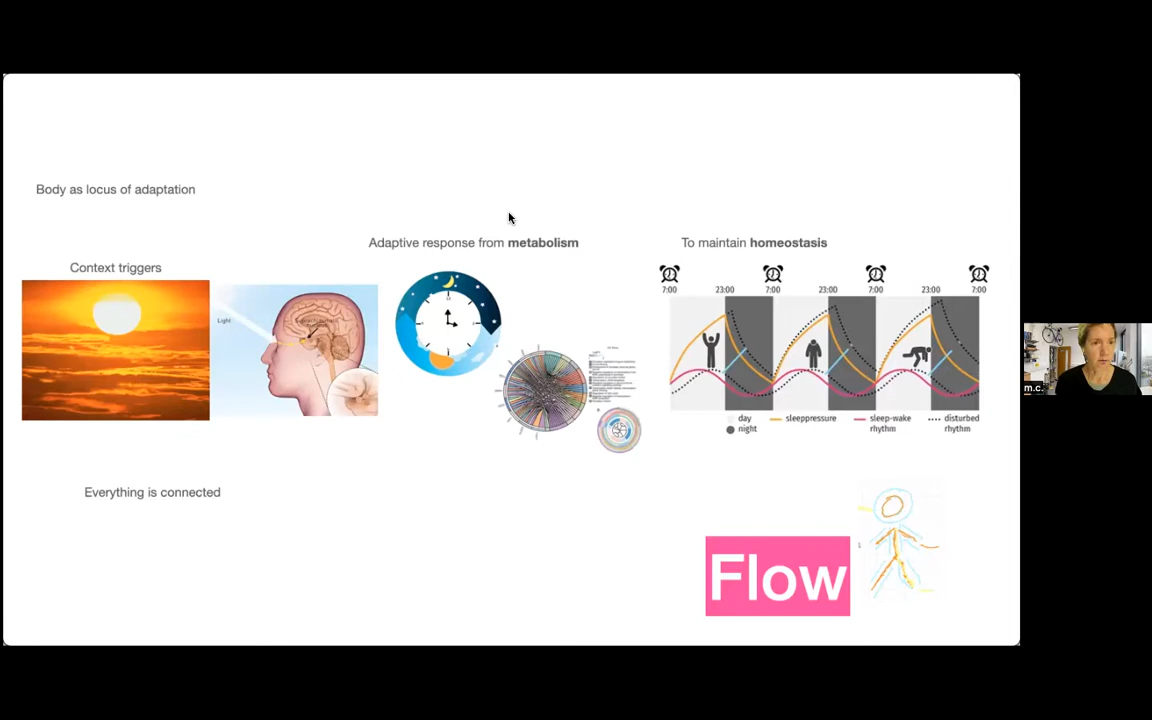 Body as locus of adaptation
Adaptive response from metabolism
To maintain homeostasis
Context triggers
Light
7:00 23:00 7:00 23:00 7:00 23:00 7:00
day sleeppressure sleep-wake disturbed
night rhythm rhythm
Everything is connected
Flow
m.c.